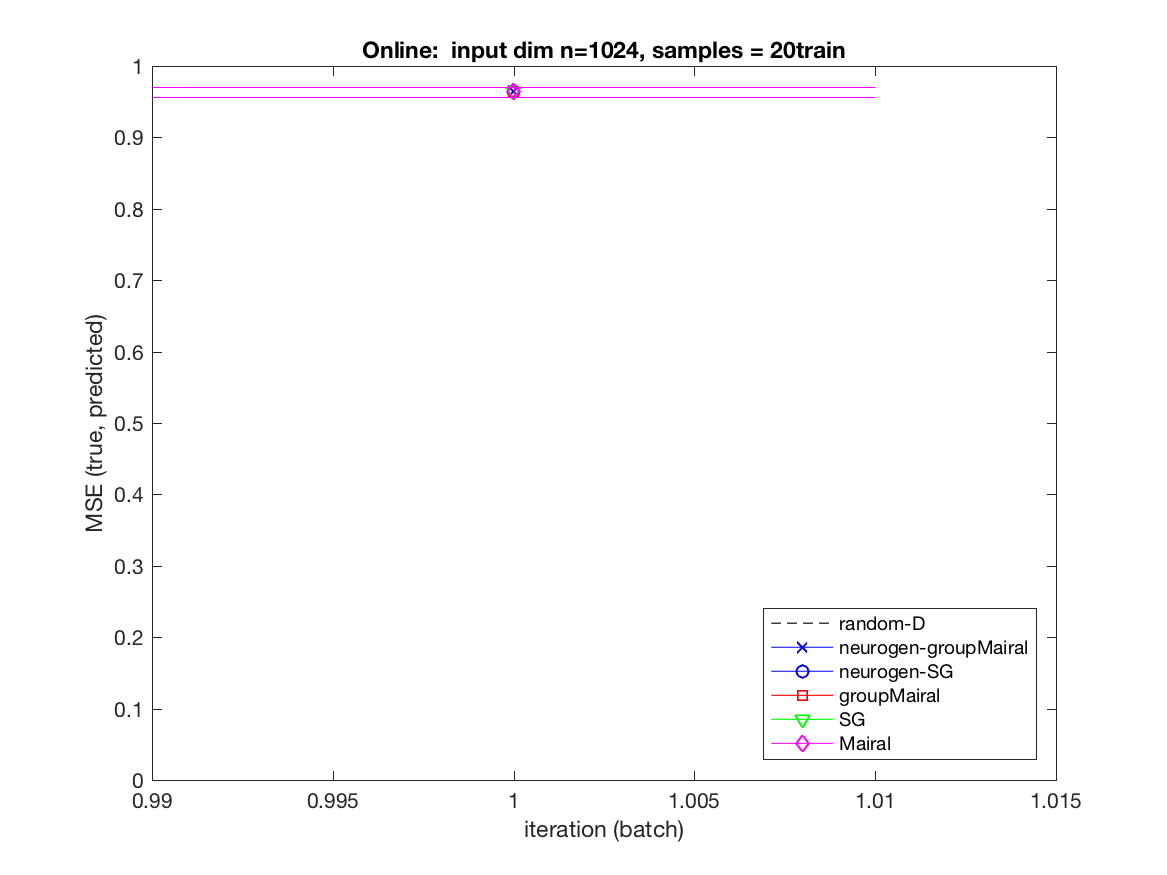 Online:  input dim n=1024, samples = 20train
1
0.9
0.8
0.7
0.6
0.5
0.4
0.3
0.2
0.1
0
MSE (true, predicted)
random-D
neurogen-groupMairal
neurogen-SG
groupMairal
SG
Mairal
0.99
0.995
1
1.005
1.01
1.015
iteration (batch)